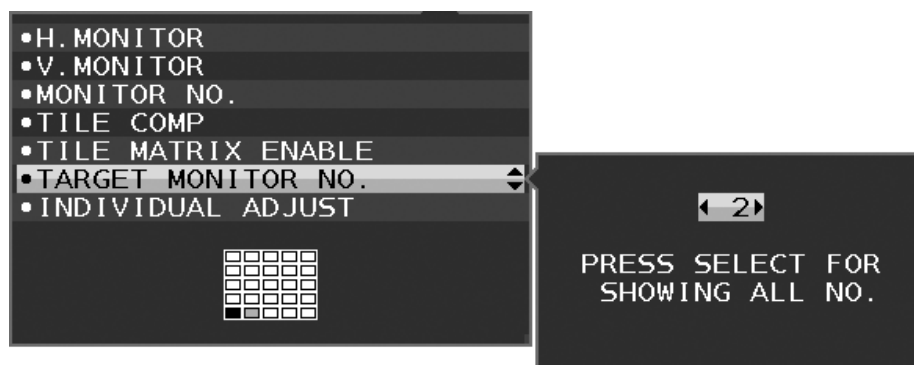 •H.MONITOR
•V.MONITOR
•MONITOR NO.
•TILE COMP
•TILE MATRIX ENABLE
•TARGET MONITOR NO.
•INDIVIDUAL ADJUST
2
PRESS SELECT FOR
SHOWING ALL NO.